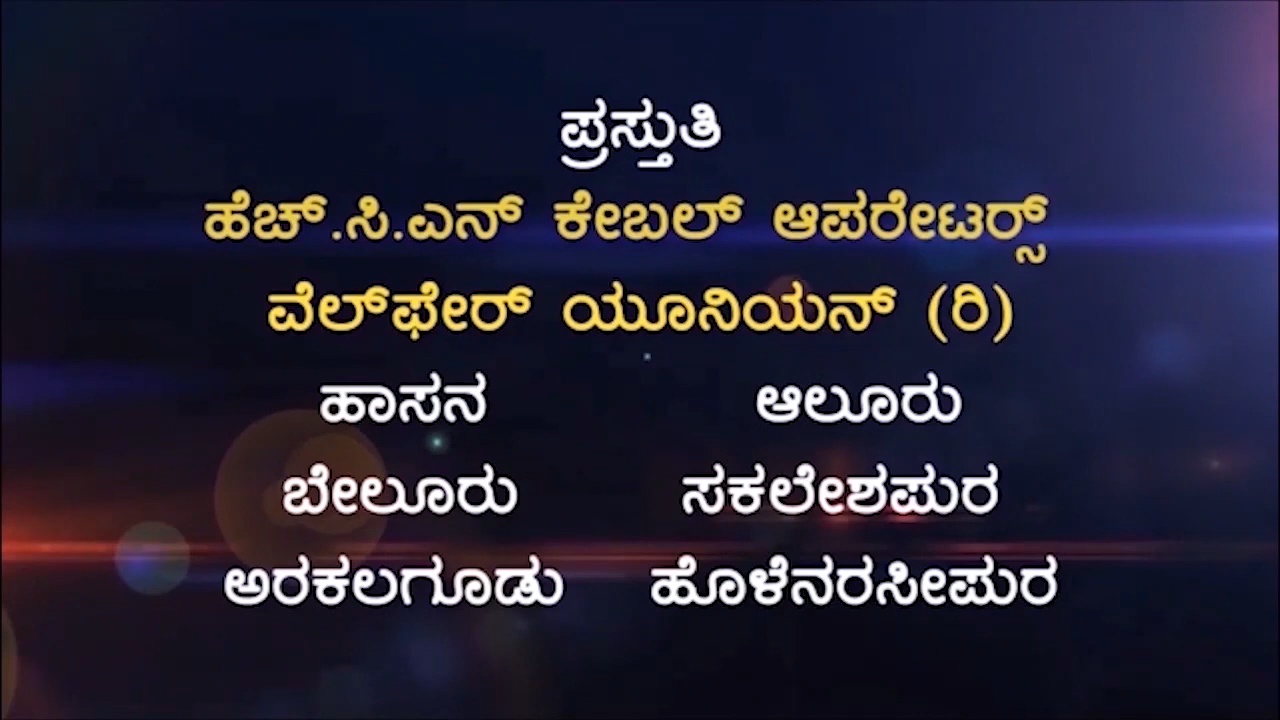 ಪ್ರಸ್ತುತಿ
ಹೆಚ್.ಸಿ.ಎನ್ ಕೇಬಲ್ ಆಪರೇಟರ‍್ಸ್
ವೆಲ್‌ಫೇರ್ ಯೂನಿಯನ್ (ರಿ)
ಹಾಸನ ಆಲೂರು
ಬೇಲೂರು ಸಕಲೇಶಪುರ
ಅರಕಲಗೂಡು ಹೊಳೆನರಸೀಪುರ